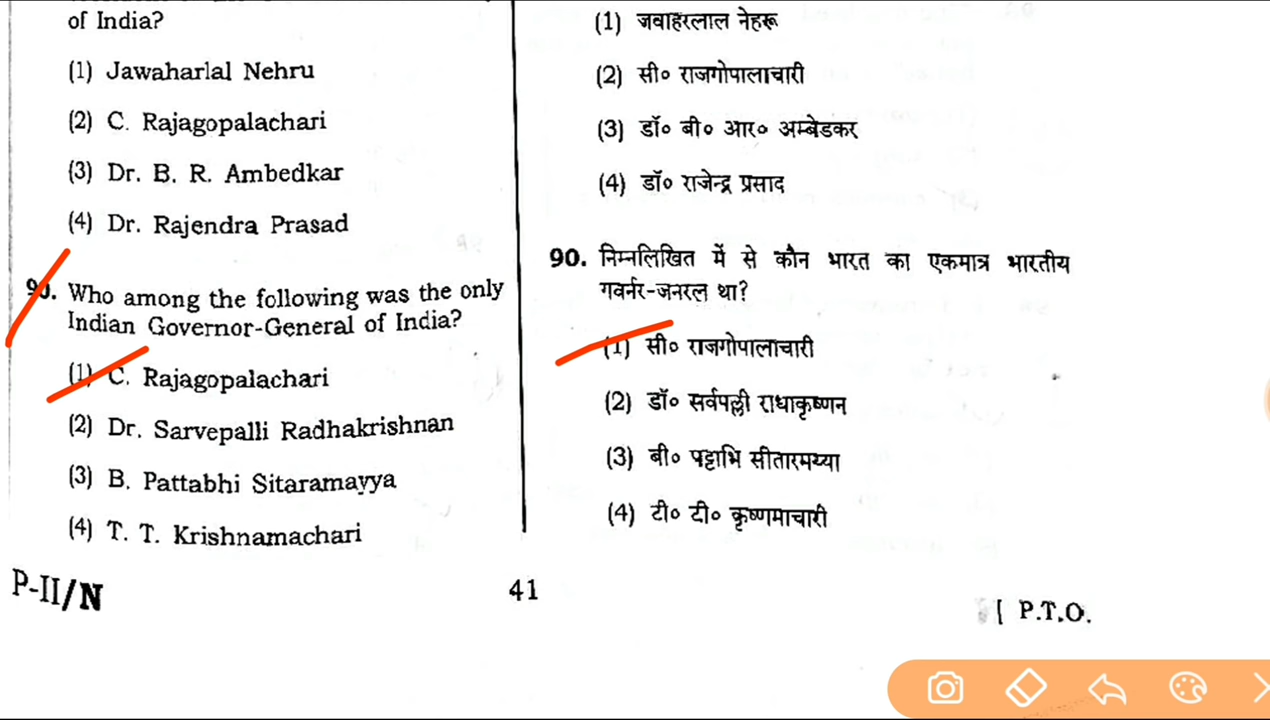 of India?
(1) Jawaharlal Nehru
(2) C. Rajagopalachari
(3) Dr. B. R. Ambedkar
(4) Dr. Rajendra Prasad
90. Who among the following was the only
Indian Governor-General of India?
(1) C. Rajagopalachari
(2) Dr. Sarvepalli Radhakrishnan
(3) B. Pattabhi Sitaramayya
(4) T. T. Krishnamachari
(1) जवाहरलाल नेहरू
(2) सी० राजगोपालाचारी
(3) डॉ० बी० आर० अम्बेडकर
(4) डॉ० राजेन्द्र प्रसाद
90. निम्नलिखित में से कौन भारत का एकमात्र भारतीय
गवर्नर-जनरल था?
(1) सी० राजगोपालाचारी
(2) डॉ० सर्वपल्ली राधाकृष्णन
(3) बी० पट्टाभि सीतारमय्या
(4) टी० टी० कृष्णमाचारी
P-II/N
41
[ P.T.O.